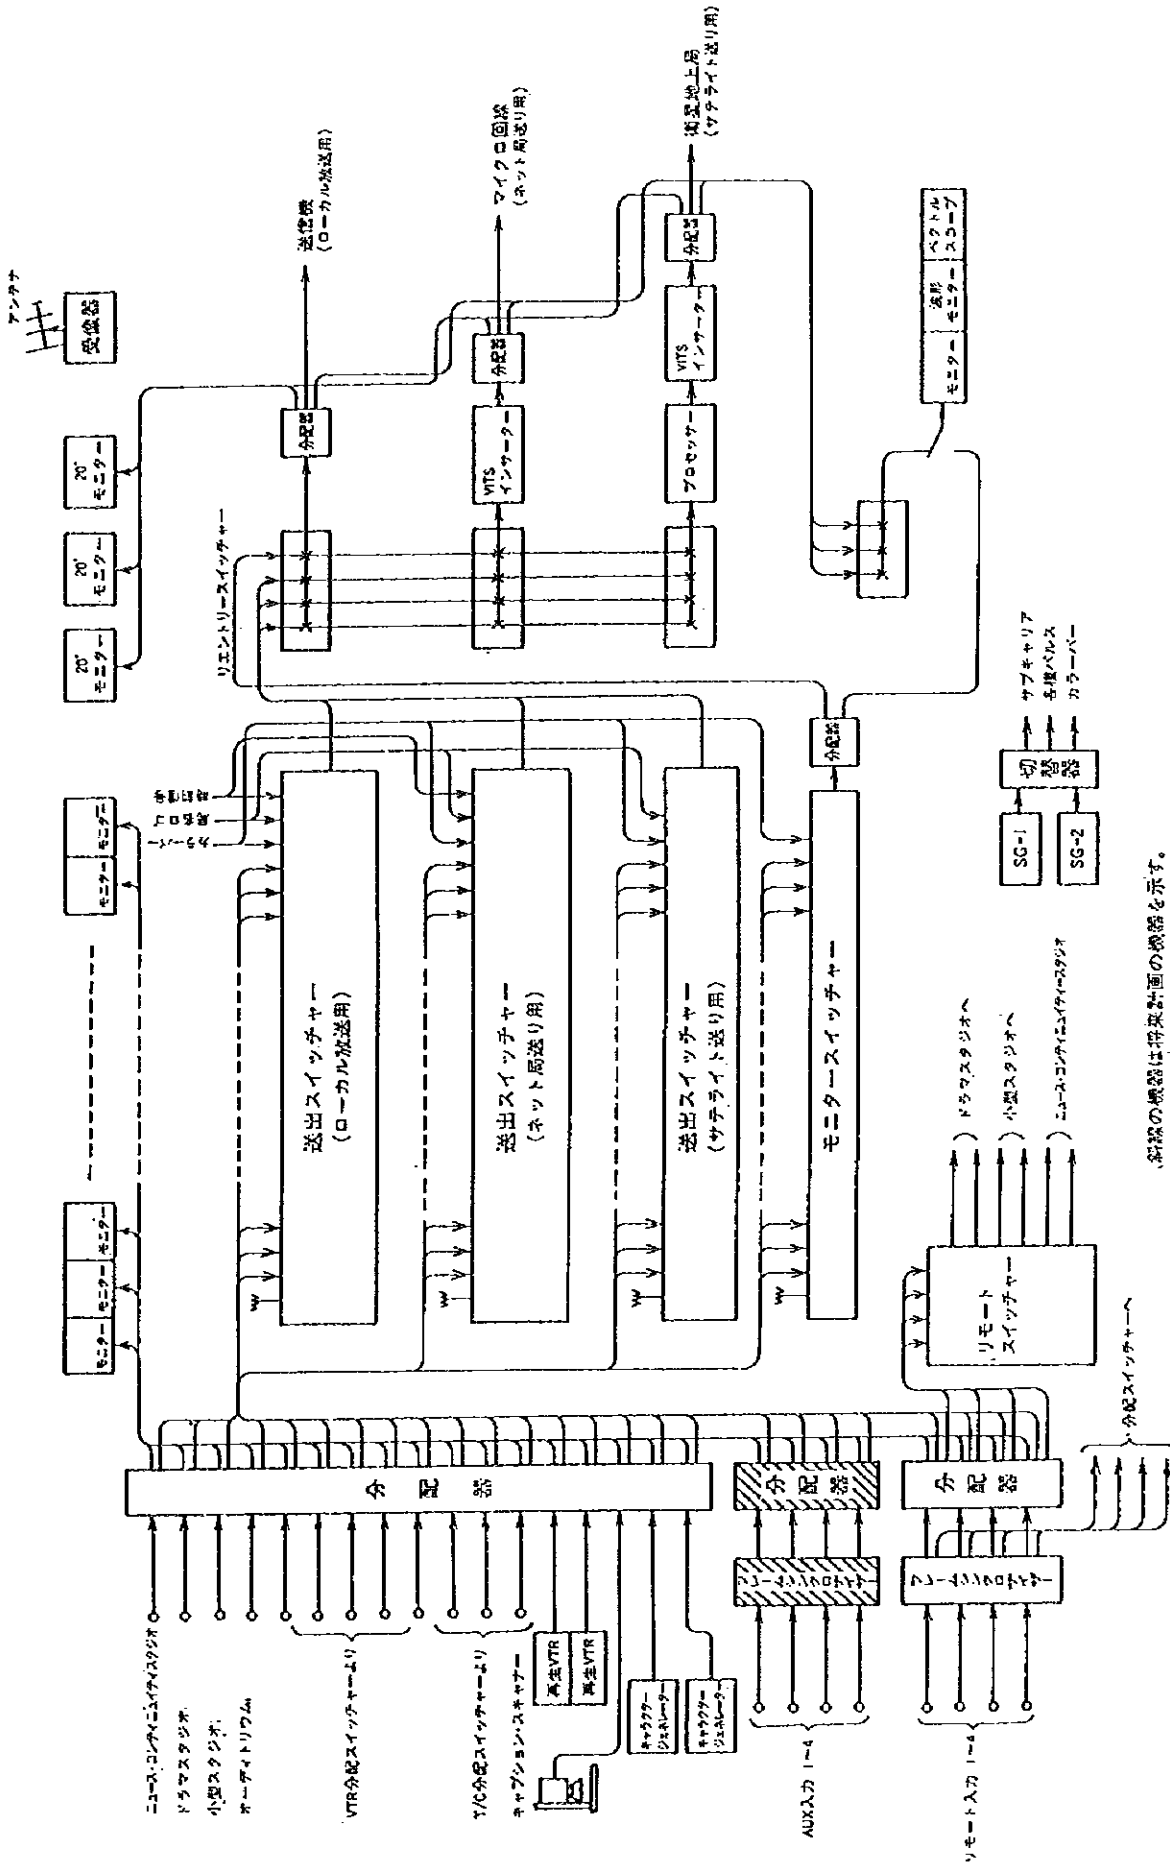 ニュース・コンティニュイティスタジオ
ドラマスタジオ
小型スタジオ
オーディトリウム
VTR分配スイッチャーより
T/C分配スイッチャーより
キャプション・スキャナー
再生VTR
再生VTR
キャラクター
ジェネレーター
キャラクター
ジェネレーター
AUX入力 1〜4
リモート入力 1〜4
分配器
フレームシンクロナイザー
分配器
フレームシンクロナイザー
分配器
分配スイッチャーへ
モニター
モニター
モニター
モニター
モニター
カラーバー
局名ロゴ
時刻信号
送出スイッチャー
(ローカル放送用)
送出スイッチャー
(ネット局送り用)
送出スイッチャー
(サテライト送り用)
モニタースイッチャー
リモート
スイッチャー
ドラマスタジオへ
小型スタジオへ
ニュース・コンティニュイティースタジオ
分配器
SG-1
SG-2
切替器
サブキャリア
各種パルス
カラーバー
20"
モニター
20"
モニター
20"
モニター
アンテナ
受像器
リエントリースイッチャー
分配器
送信機
(ローカル放送用)
VITS
インサーター
分配器
マイクロ回線
(ネット局送り用)
プロセッサー
VITS
インサーター
分配器
衛星地上局
(サテライト送り用)
モニター
波形
モニター
ベクトル
スコープ
斜線の機器は将来計画の機器を示す。